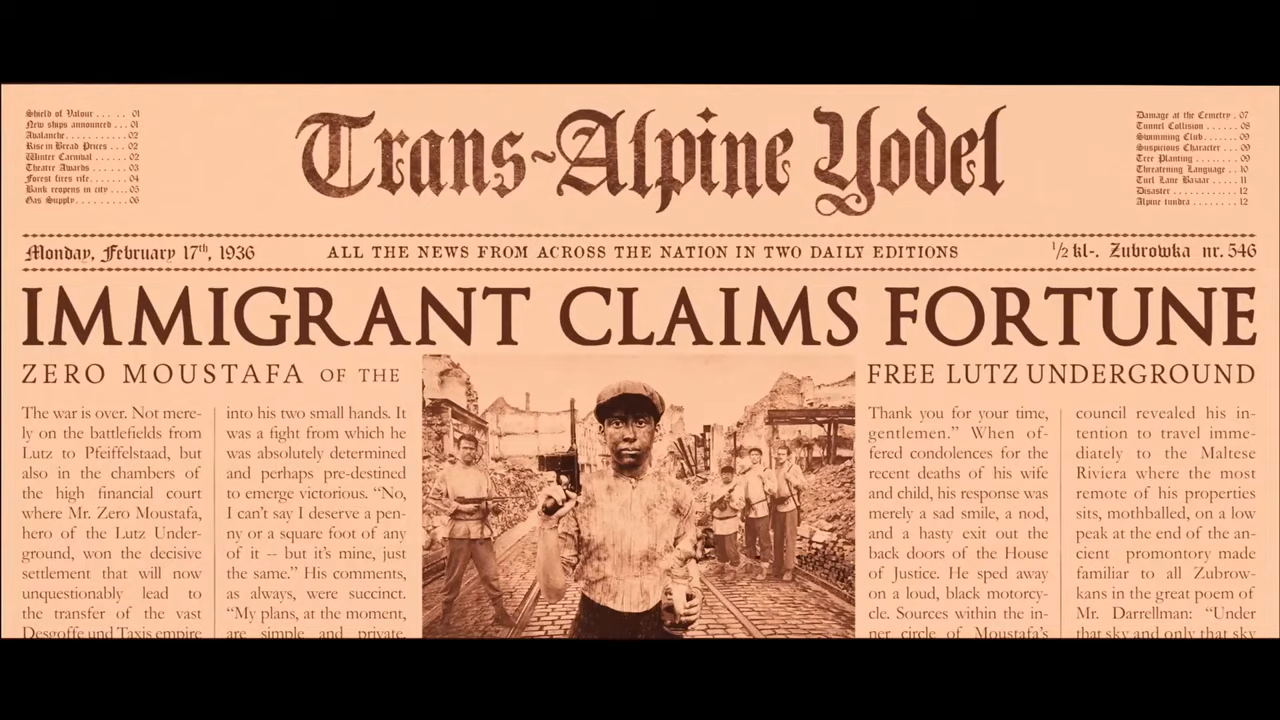 Shield of Valour . . . . . 01
New ships announced . . . 01
Avalanche . . . . . . . . . . . 02
Rise in Bread Prices . . . 02
Winter Carnival . . . . . . 02
Theatre Awards . . . . . . 03
Forest fires rife. . . . . . . 04
Bank reopens in city . . . . 05
Gas Supply. . . . . . . . . 06
Trans-Alpine Yodel
Damage at the Cemetry . 07
Tunnel Collision . . . . . . 08
Swimming Club . . . . . . . 09
Suspicious Character . . . 09
Tree Planting . . . . . . . 09
Threatening Language . . 10
Turl Lane Bazaar . . . . . 11
Disaster . . . . . . . . . . . 12
Alpine tundra . . . . . . . . 12
Monday, February 17th, 1936
ALL THE NEWS FROM ACROSS THE NATION IN TWO DAILY EDITIONS
½ kl-. Zubrowka nr. 546
IMMIGRANT CLAIMS FORTUNE
ZERO MOUSTAFA OF THE
FREE LUTZ UNDERGROUND
The war is over. Not mere-
ly on the battlefields from
Lutz to Pfeiffelstaad, but
also in the chambers of
the high financial court
where Mr. Zero Moustafa,
hero of the Lutz Under-
ground, won the decisive
settlement that will now
unquestionably lead to
the transfer of the vast
Desgoffe und Taxis empire
into his two small hands. It
was a fight from which he
was absolutely determined
and perhaps pre-destined
to emerge victorious. “No,
I can’t say I deserve a pen-
ny or a square foot of any
of it – but it’s mine, just
the same.” His comments,
as always, were succinct.
“My plans, at the moment,
are simple and private.
Thank you for your time,
gentlemen.” When of-
fered condolences for the
recent deaths of his wife
and child, his response was
merely a sad smile, a nod,
and a hasty exit out the
back doors of the House
of Justice. He sped away
on a loud, black motorcy-
cle. Sources within the in-
ner circle of Moustafa’s
council revealed his in-
tention to travel imme-
diately to the Maltese
Riviera where the most
remote of his properties
sits, mothballed, on a low
peak at the end of the an-
cient promontory made
familiar to all Zubrow-
kans in the great poem of
Mr. Darrellman: “Under
that sky and only that sky